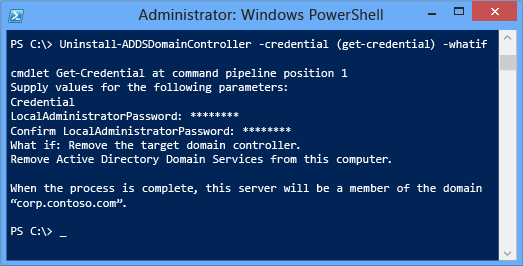 Administrator: Windows PowerShell
PS C:\> Uninstall-ADDSDomainController -credential (get-credential) -whatif
cmdlet Get-Credential at command pipeline position 1
Supply values for the following parameters:
Credential
LocalAdministratorPassword: ********
Confirm LocalAdministratorPassword: ********
What if: Remove the target domain controller.
Remove Active Directory Domain Services from this computer.
When the process is complete, this server will be a member of the domain
“corp.contoso.com”.
PS C:\> _